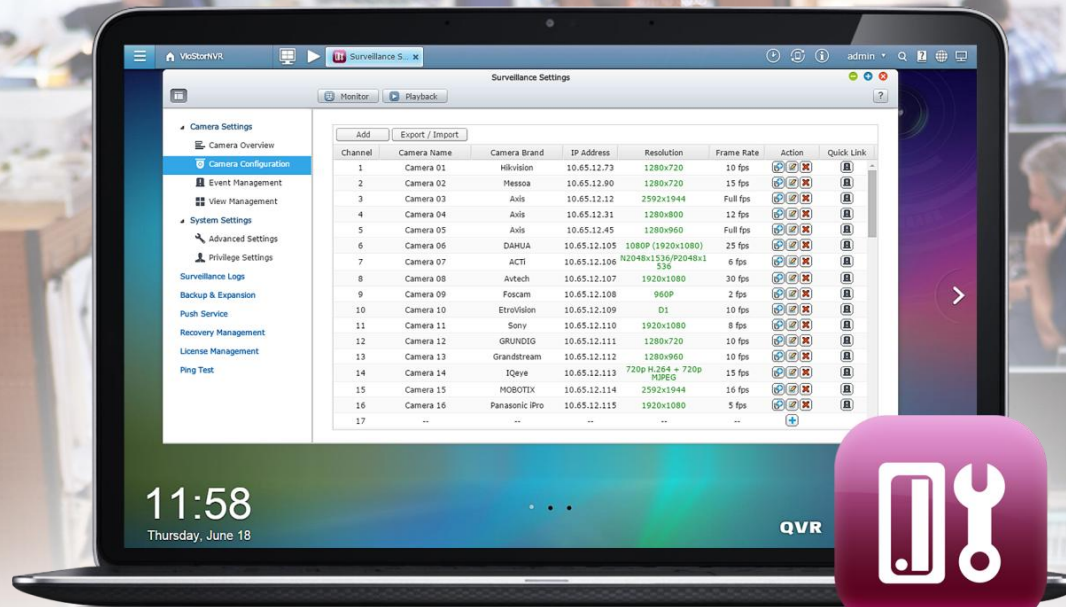 VioStorNVR
Surveillance S...
admin
Surveillance Settings
Monitor
Playback
?
Camera Settings
Camera Overview
Camera Configuration
Event Management
View Management
System Settings
Advanced Settings
Privilege Settings
Surveillance Logs
Backup & Expansion
Push Service
Recovery Management
License Management
Ping Test
Add Export / Import
Channel Camera Name Camera Brand IP Address Resolution Frame Rate Action Quick Link
1 Camera 01 Hikvision 10.65.12.73 1280x720 10 fps
2 Camera 02 Messoa 10.65.12.90 1280x720 15 fps
3 Camera 03 Axis 10.65.12.12 2592x1944 Full fps
4 Camera 04 Axis 10.65.12.31 1280x800 12 fps
5 Camera 05 Axis 10.65.12.45 1280x960 Full fps
6 Camera 06 DAHUA 10.65.12.105 1080P (1920x1080) 25 fps
7 Camera 07 ACTi 10.65.12.106 N2048x1536/P2048x1
536 6 fps
8 Camera 08 Avtech 10.65.12.107 1920x1080 30 fps
9 Camera 09 Foscam 10.65.12.108 960P 2 fps
10 Camera 10 EtroVision 10.65.12.109 D1 10 fps
11 Camera 11 Sony 10.65.12.110 1920x1080 8 fps
12 Camera 12 GRUNDIG 10.65.12.111 1280x720 10 fps
13 Camera 13 Grandstream 10.65.12.112 1280x960 10 fps
14 Camera 14 IQeye 10.65.12.113 720p H.264 + 720p
MJPEG 15 fps
15 Camera 15 MOBOTIX 10.65.12.114 2592x1944 16 fps
16 Camera 16 Panasonic iPro 10.65.12.115 1920x1080 5 fps
17 -- -- -- -- --
11:58
Thursday, June 18
QVR